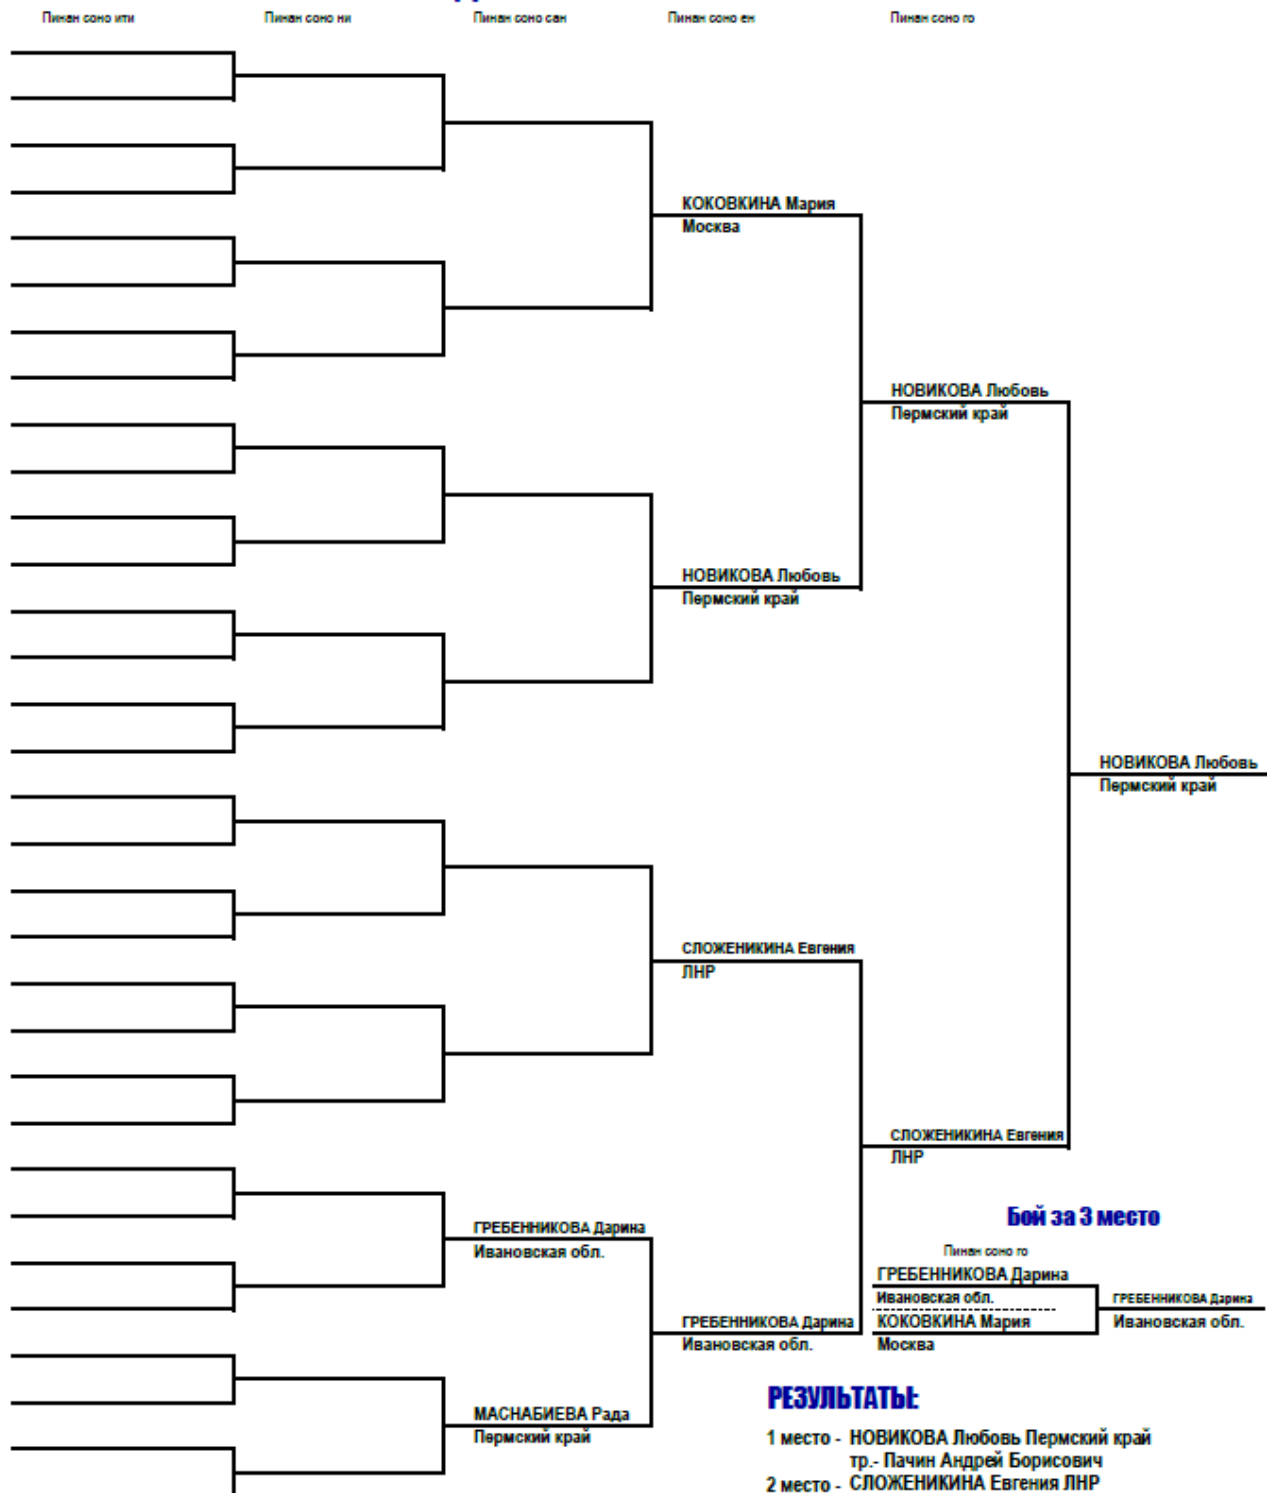 Пинан соно ити
Пинан соно ни
Пинан соно сан
Пинан соно ен
Пинан соно го
КОКОВКИНА Мария
Москва
НОВИКОВА Любовь
Пермский край
НОВИКОВА Любовь
Пермский край
НОВИКОВА Любовь
Пермский край
СЛОЖЕНИКИНА Евгения
ЛНР
СЛОЖЕНИКИНА Евгения
ЛНР
ГРЕБЕННИКОВА Дарина
Ивановская обл.
ГРЕБЕННИКОВА Дарина
Ивановская обл.
МАСНАБИЕВА Рада
Пермский край
Бой за 3 место
Пинан соно го
ГРЕБЕННИКОВА Дарина
Ивановская обл.
КОКОВКИНА Мария
Москва
ГРЕБЕННИКОВА Дарина
Ивановская обл.
РЕЗУЛЬТАТЫ:
1 место - НОВИКОВА Любовь Пермский край
тр.- Пачин Андрей Борисович
2 место - СЛОЖЕНИКИНА Евгения ЛНР